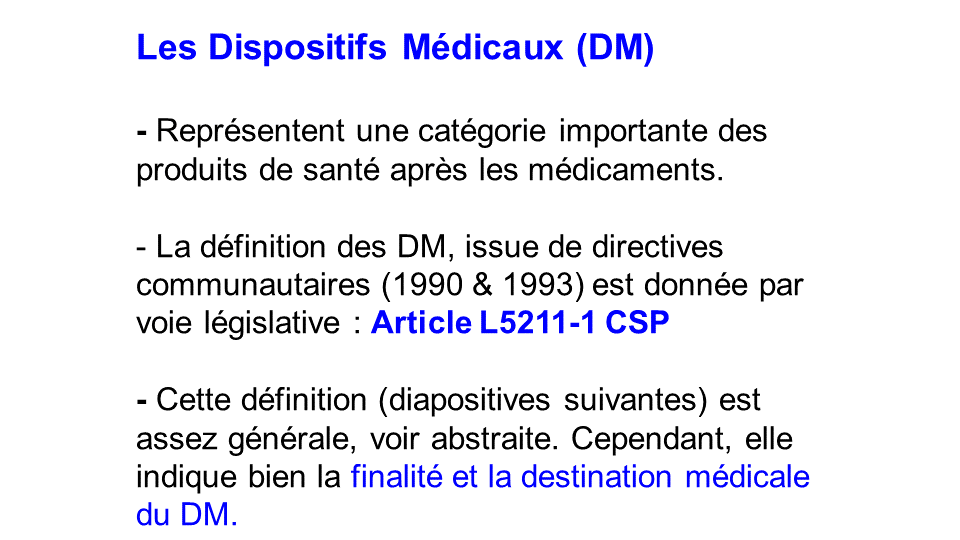 Les Dispositifs Médicaux (DM)
- Représentent une catégorie importante des
produits de santé après les médicaments.
- La définition des DM, issue de directives
communautaires (1990 & 1993) est donnée par
voie législative : Article L5211-1 CSP
- Cette définition (diapositives suivantes) est
assez générale, voir abstraite. Cependant, elle
indique bien la finalité et la destination médicale
du DM.